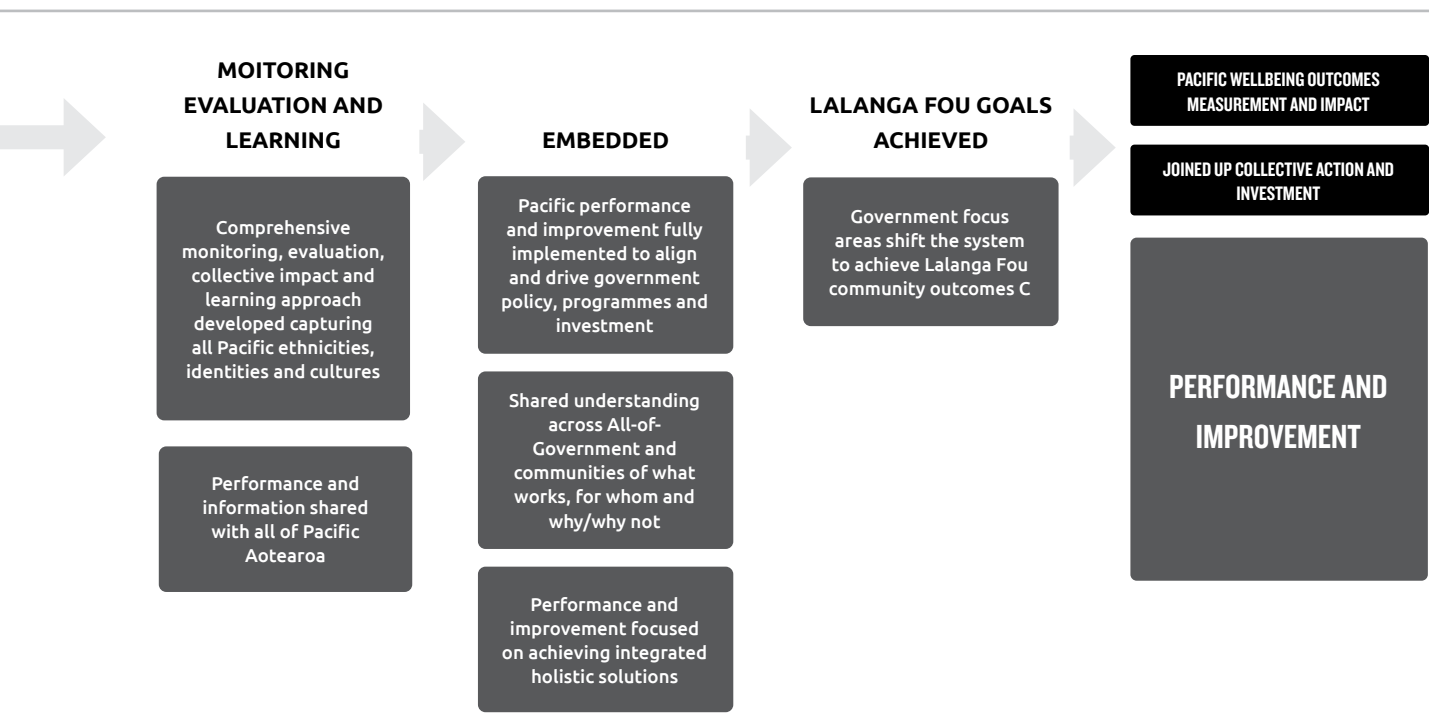 MOITORING
EVALUATION AND
LEARNING
Comprehensive
monitoring, evaluation,
collective impact and
learning approach
developed capturing
all Pacific ethnicities,
identities and cultures
Performance and
information shared
with all of Pacific
Aotearoa
EMBEDDED
Pacific performance
and improvement fully
implemented to align
and drive government
policy, programmes and
investment
Shared understanding
across All-of-
Government and
communities of what
works, for whom and
why/why not
Performance and
improvement focused
on achieving integrated
holistic solutions
LALANGA FOU GOALS
ACHIEVED
Government focus
areas shift the system
to achieve Lalanga Fou
community outcomes C
PACIFIC WELLBEING OUTCOMES
MEASUREMENT AND IMPACT
JOINED UP COLLECTIVE ACTION AND
INVESTMENT
PERFORMANCE AND
IMPROVEMENT